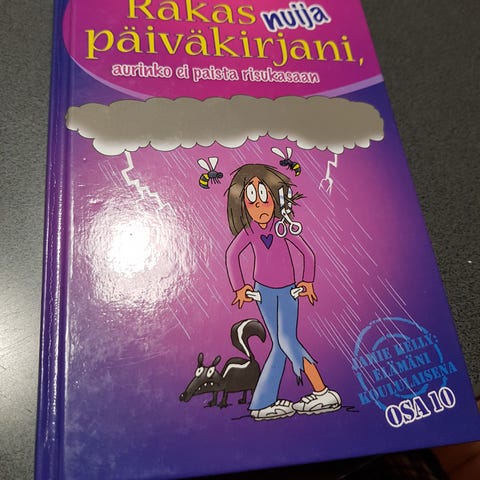 Rakas nuija
päiväkirjani,
aurinko ei paista risukasaan
JAMIE KELLY:
ELÄMÄNI
KOULULAISENA
OSA 10